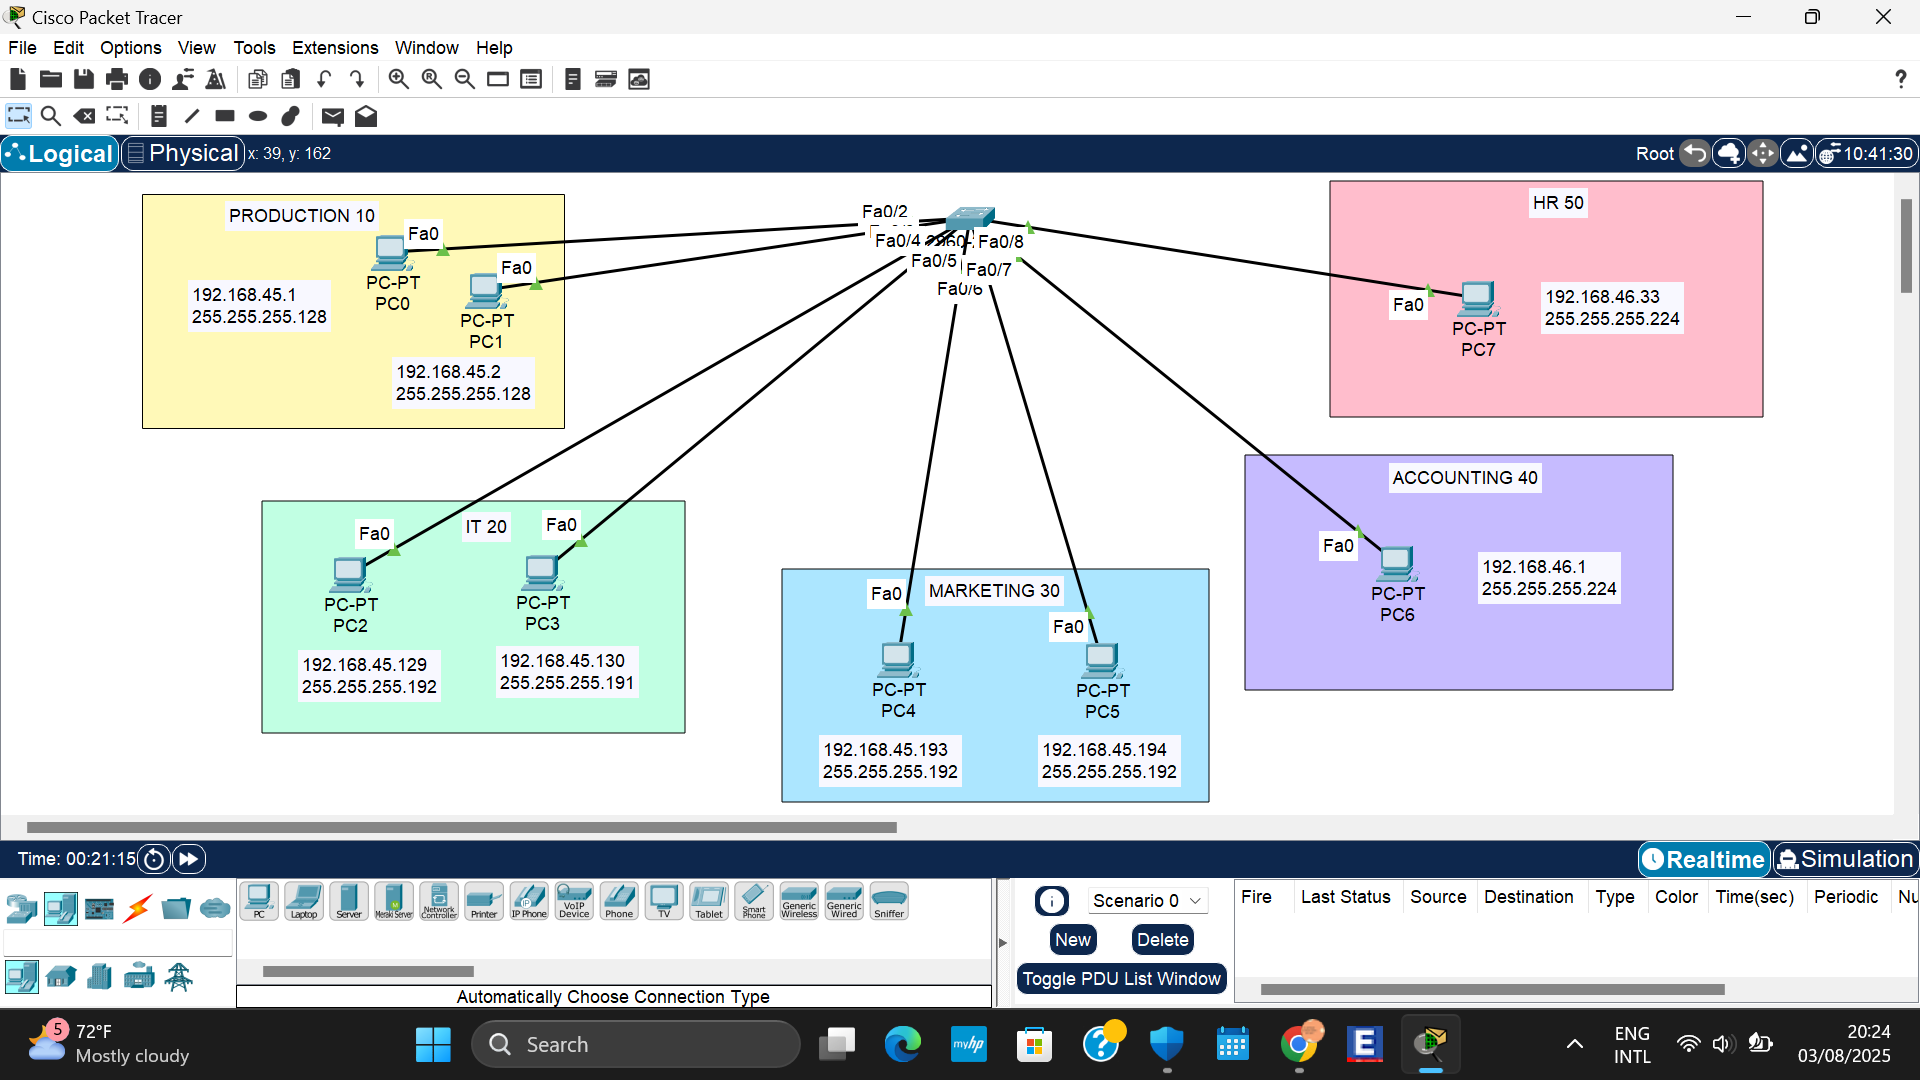 Cisco Packet Tracer
File Edit Options View Tools Extensions Window Help
?
Logical Physical x: 39, y: 162
Root 10:41:30
PRODUCTION 10
Fa0
PC-PT
PC0
192.168.45.1
255.255.255.128
Fa0
PC-PT
PC1
192.168.45.2
255.255.255.128
Fa0/2
Fa0/4
Fa0/8
Fa0/5
Fa0/7
Fa0/6
HR 50
Fa0
PC-PT
PC7
192.168.46.33
255.255.255.224
IT 20
Fa0
PC-PT
PC2
192.168.45.129
255.255.255.192
Fa0
PC-PT
PC3
192.168.45.130
255.255.255.191
MARKETING 30
Fa0
PC-PT
PC4
192.168.45.193
255.255.255.192
Fa0
PC-PT
PC5
192.168.45.194
255.255.255.192
ACCOUNTING 40
Fa0
PC-PT
PC6
192.168.46.1
255.255.255.224
Time: 00:21:15
Realtime Simulation
PC Laptop Server Meraki Server Network Controller Printer IP Phone VoIP Device Phone TV Tablet Smart Phone Generic Wireless Generic Wired Sniffer
Automatically Choose Connection Type
Scenario 0
New Delete
Toggle PDU List Window
Fire Last Status Source Destination Type Color Time(sec) Periodic Nu
5
72°F
Mostly cloudy
Search
myhp
ENG
INTL
20:24
03/08/2025